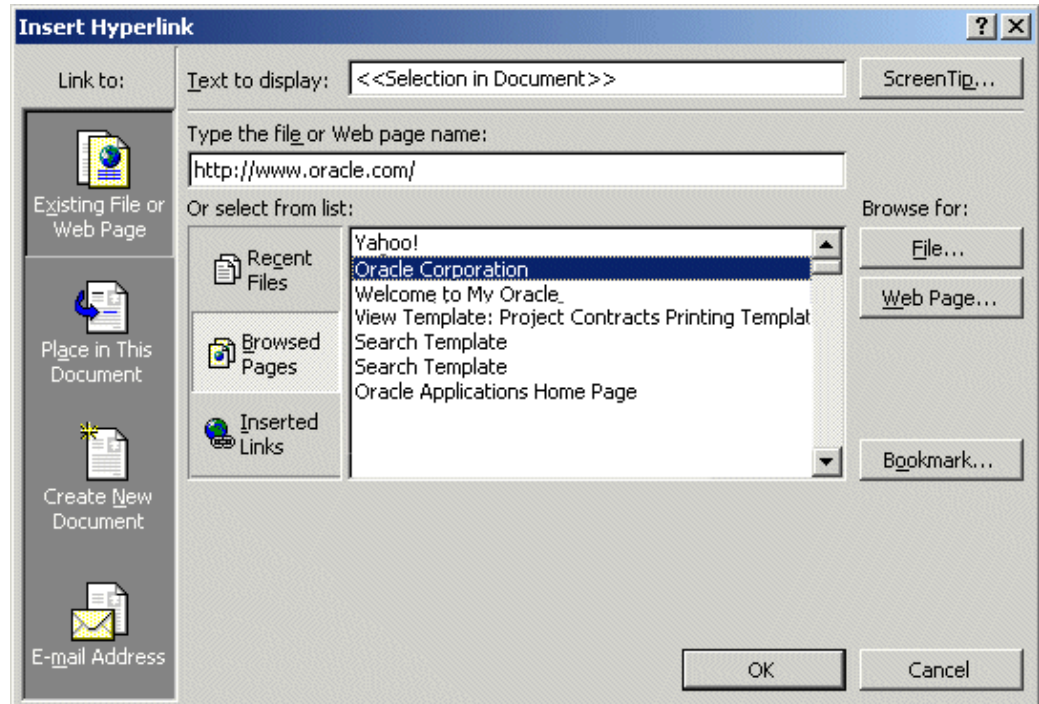 Insert Hyperlink
Link to:
Text to display:
<<Selection in Document>>
ScreenTip...
Type the file or Web page name:
http://www.oracle.com/
Existing File or
Web Page
Or select from list:
Browse for:
Recent
Files
Yahoo!
Oracle Corporation
Welcome to My Oracle_
View Template: Project Contracts Printing Templat
Search Template
Search Template
Oracle Applications Home Page
File...
Web Page...
Place in This
Document
Browsed
Pages
Inserted
Links
Bookmark...
Create New
Document
E-mail Address
OK
Cancel